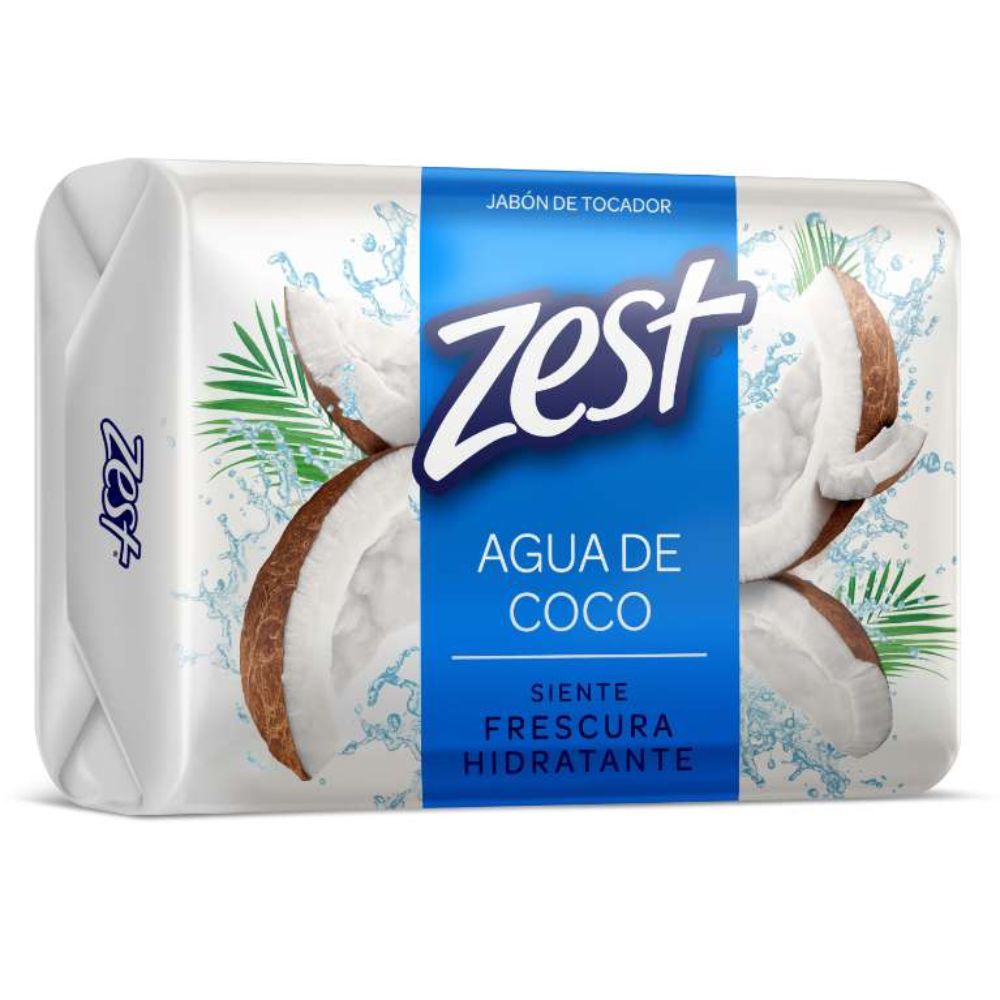 JABÓN DE TOCADOR
Zest
AGUA DE
COCO
SIENTE
FRESCURA
HIDRATANTE
Zest